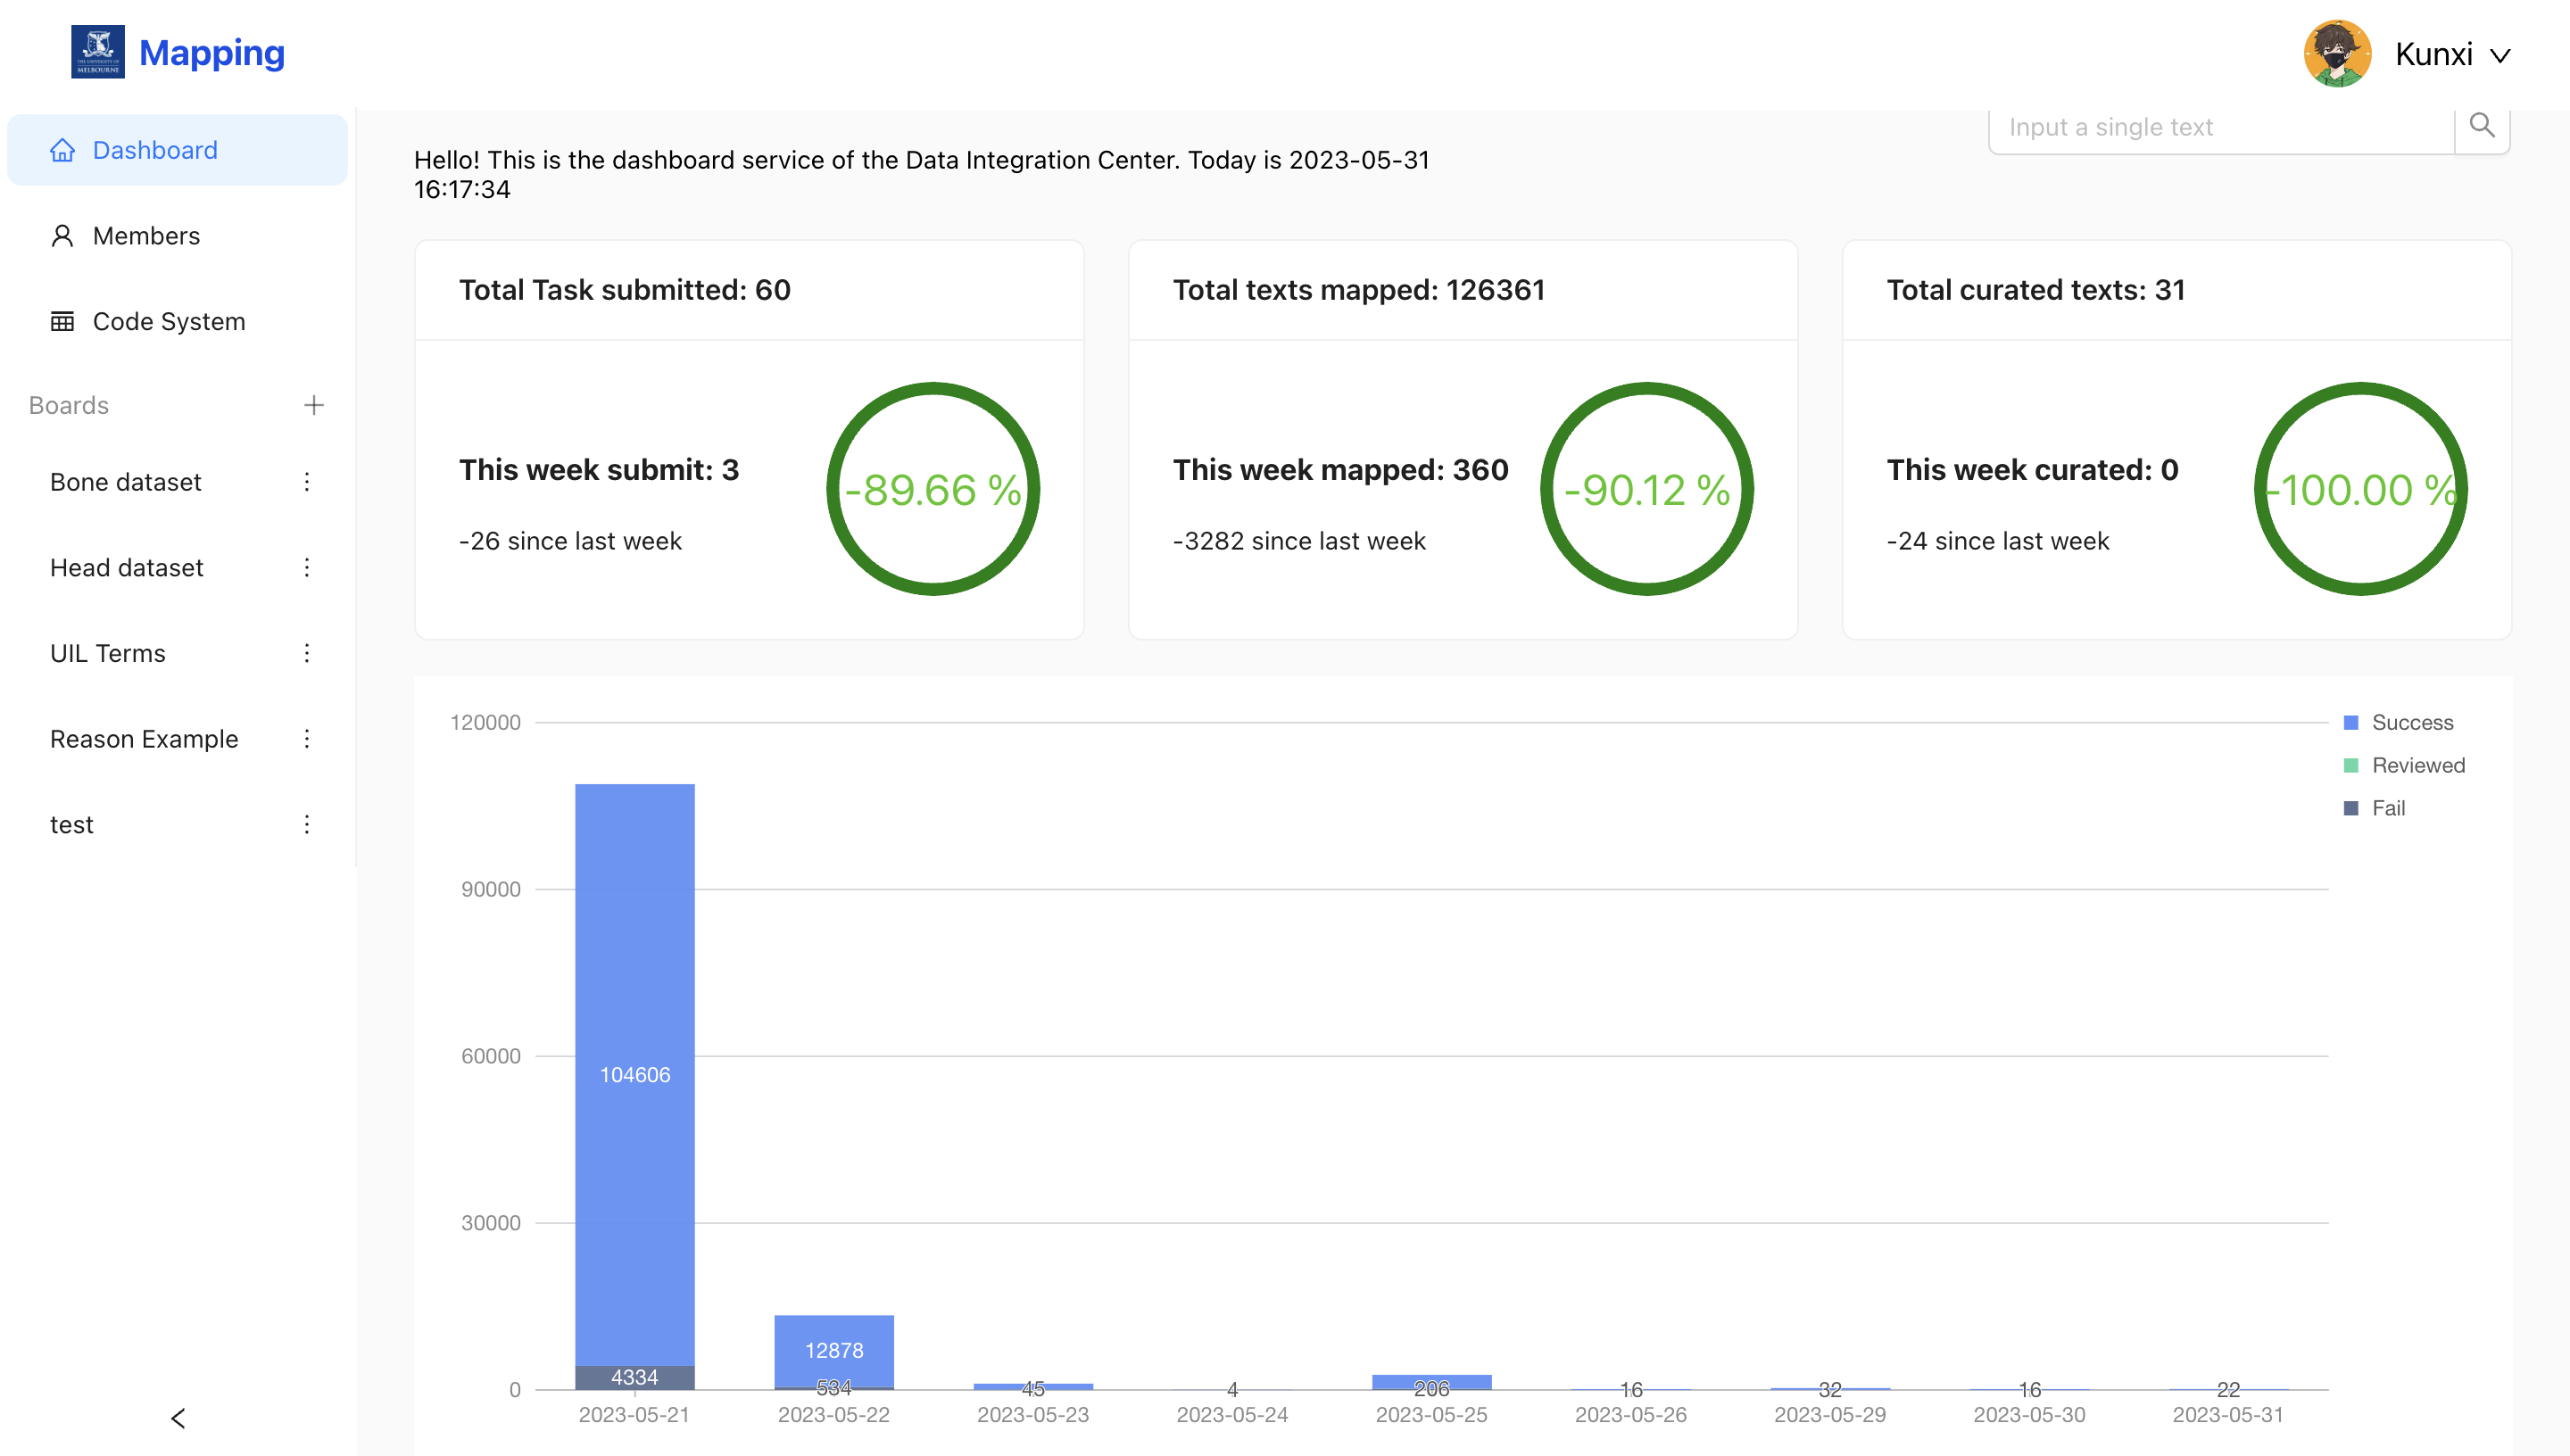 THE UNIVERSITY OF
MELBOURNE
Mapping
Kunxi
Dashboard
Members
Code System
Boards
Bone dataset
Head dataset
UIL Terms
Reason Example
test
Input a single text
Hello! This is the dashboard service of the Data Integration Center. Today is 2023-05-31
16:17:34
Total Task submitted: 60
This week submit: 3
-26 since last week
-89.66 %
Total texts mapped: 126361
This week mapped: 360
-3282 since last week
-90.12 %
Total curated texts: 31
This week curated: 0
-24 since last week
-100.00 %
120000
90000
60000
30000
0
104606
4334
12878
534
45
4
206
16
32
16
22
2023-05-21
2023-05-22
2023-05-23
2023-05-24
2023-05-25
2023-05-26
2023-05-29
2023-05-30
2023-05-31
Success
Reviewed
Fail